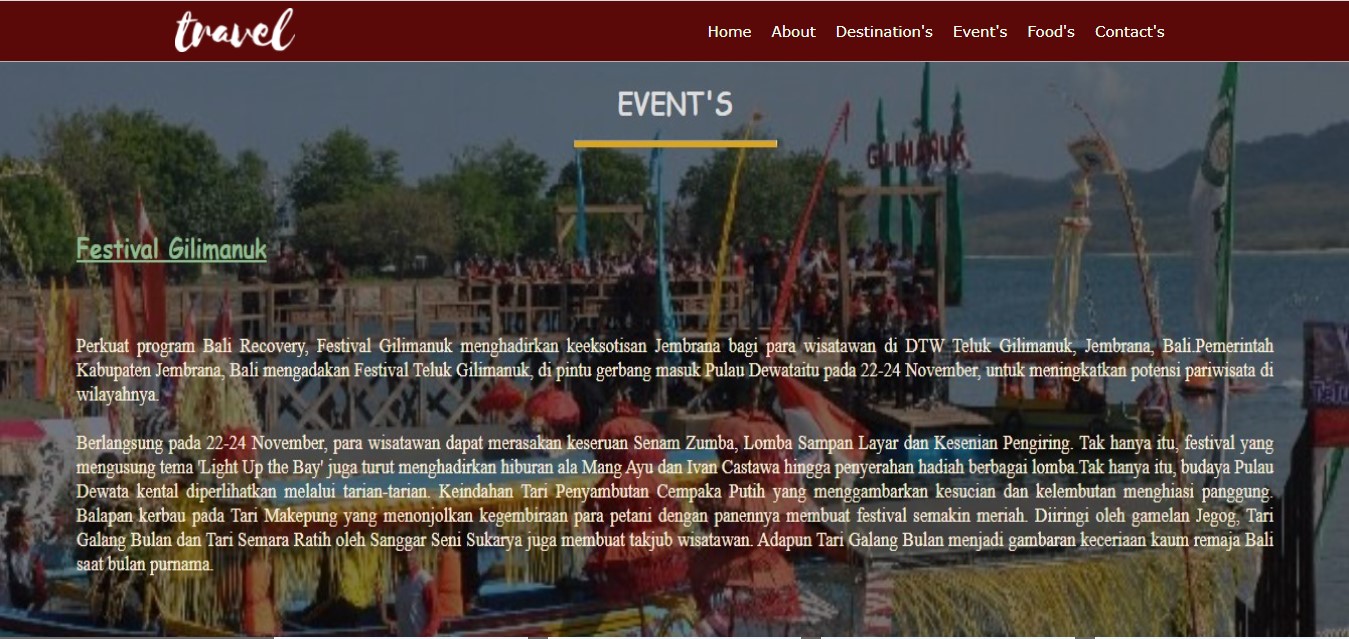 travel
Home About Destination's Event's Food's Contact's
EVENT'S
GILIMANUK
Festival Gilimanuk
Perkuat program Bali Recovery, Festival Gilimanuk menghadirkan keeksotisan Jembrana bagi para wisatawan di DTW Teluk Gilimanuk, Jembrana, Bali.Pemerintah
Kabupaten Jembrana, Bali mengadakan Festival Teluk Gilimanuk, di pintu gerbang masuk Pulau Dewataitu pada 22-24 November, untuk meningkatkan potensi pariwisata di
wilayahnya.
Berlangsung pada 22-24 November, para wisatawan dapat merasakan keseruan Senam Zumba, Lomba Sampan Layar dan Kesenian Pengiring. Tak hanya itu, festival yang
mengusung tema 'Light Up the Bay' juga turut menghadirkan hiburan ala Mang Ayu dan Ivan Castawa hingga penyerahan hadiah berbagai lomba.Tak hanya itu, budaya Pulau
Dewata kental diperlihatkan melalui tarian-tarian. Keindahan Tari Penyambutan Cempaka Putih yang menggambarkan kesucian dan kelembutan menghiasi panggung.
Balapan kerbau pada Tari Makepung yang menonjolkan kegembiraan para petani dengan panennya membuat festival semakin meriah. Diiringi oleh gamelan Jegog, Tari
Galang Bulan dan Tari Semara Ratih oleh Sanggar Seni Sukarya juga membuat takjub wisatawan. Adapun Tari Galang Bulan menjadi gambaran keceriaan kaum remaja Bali
saat bulan purnama.